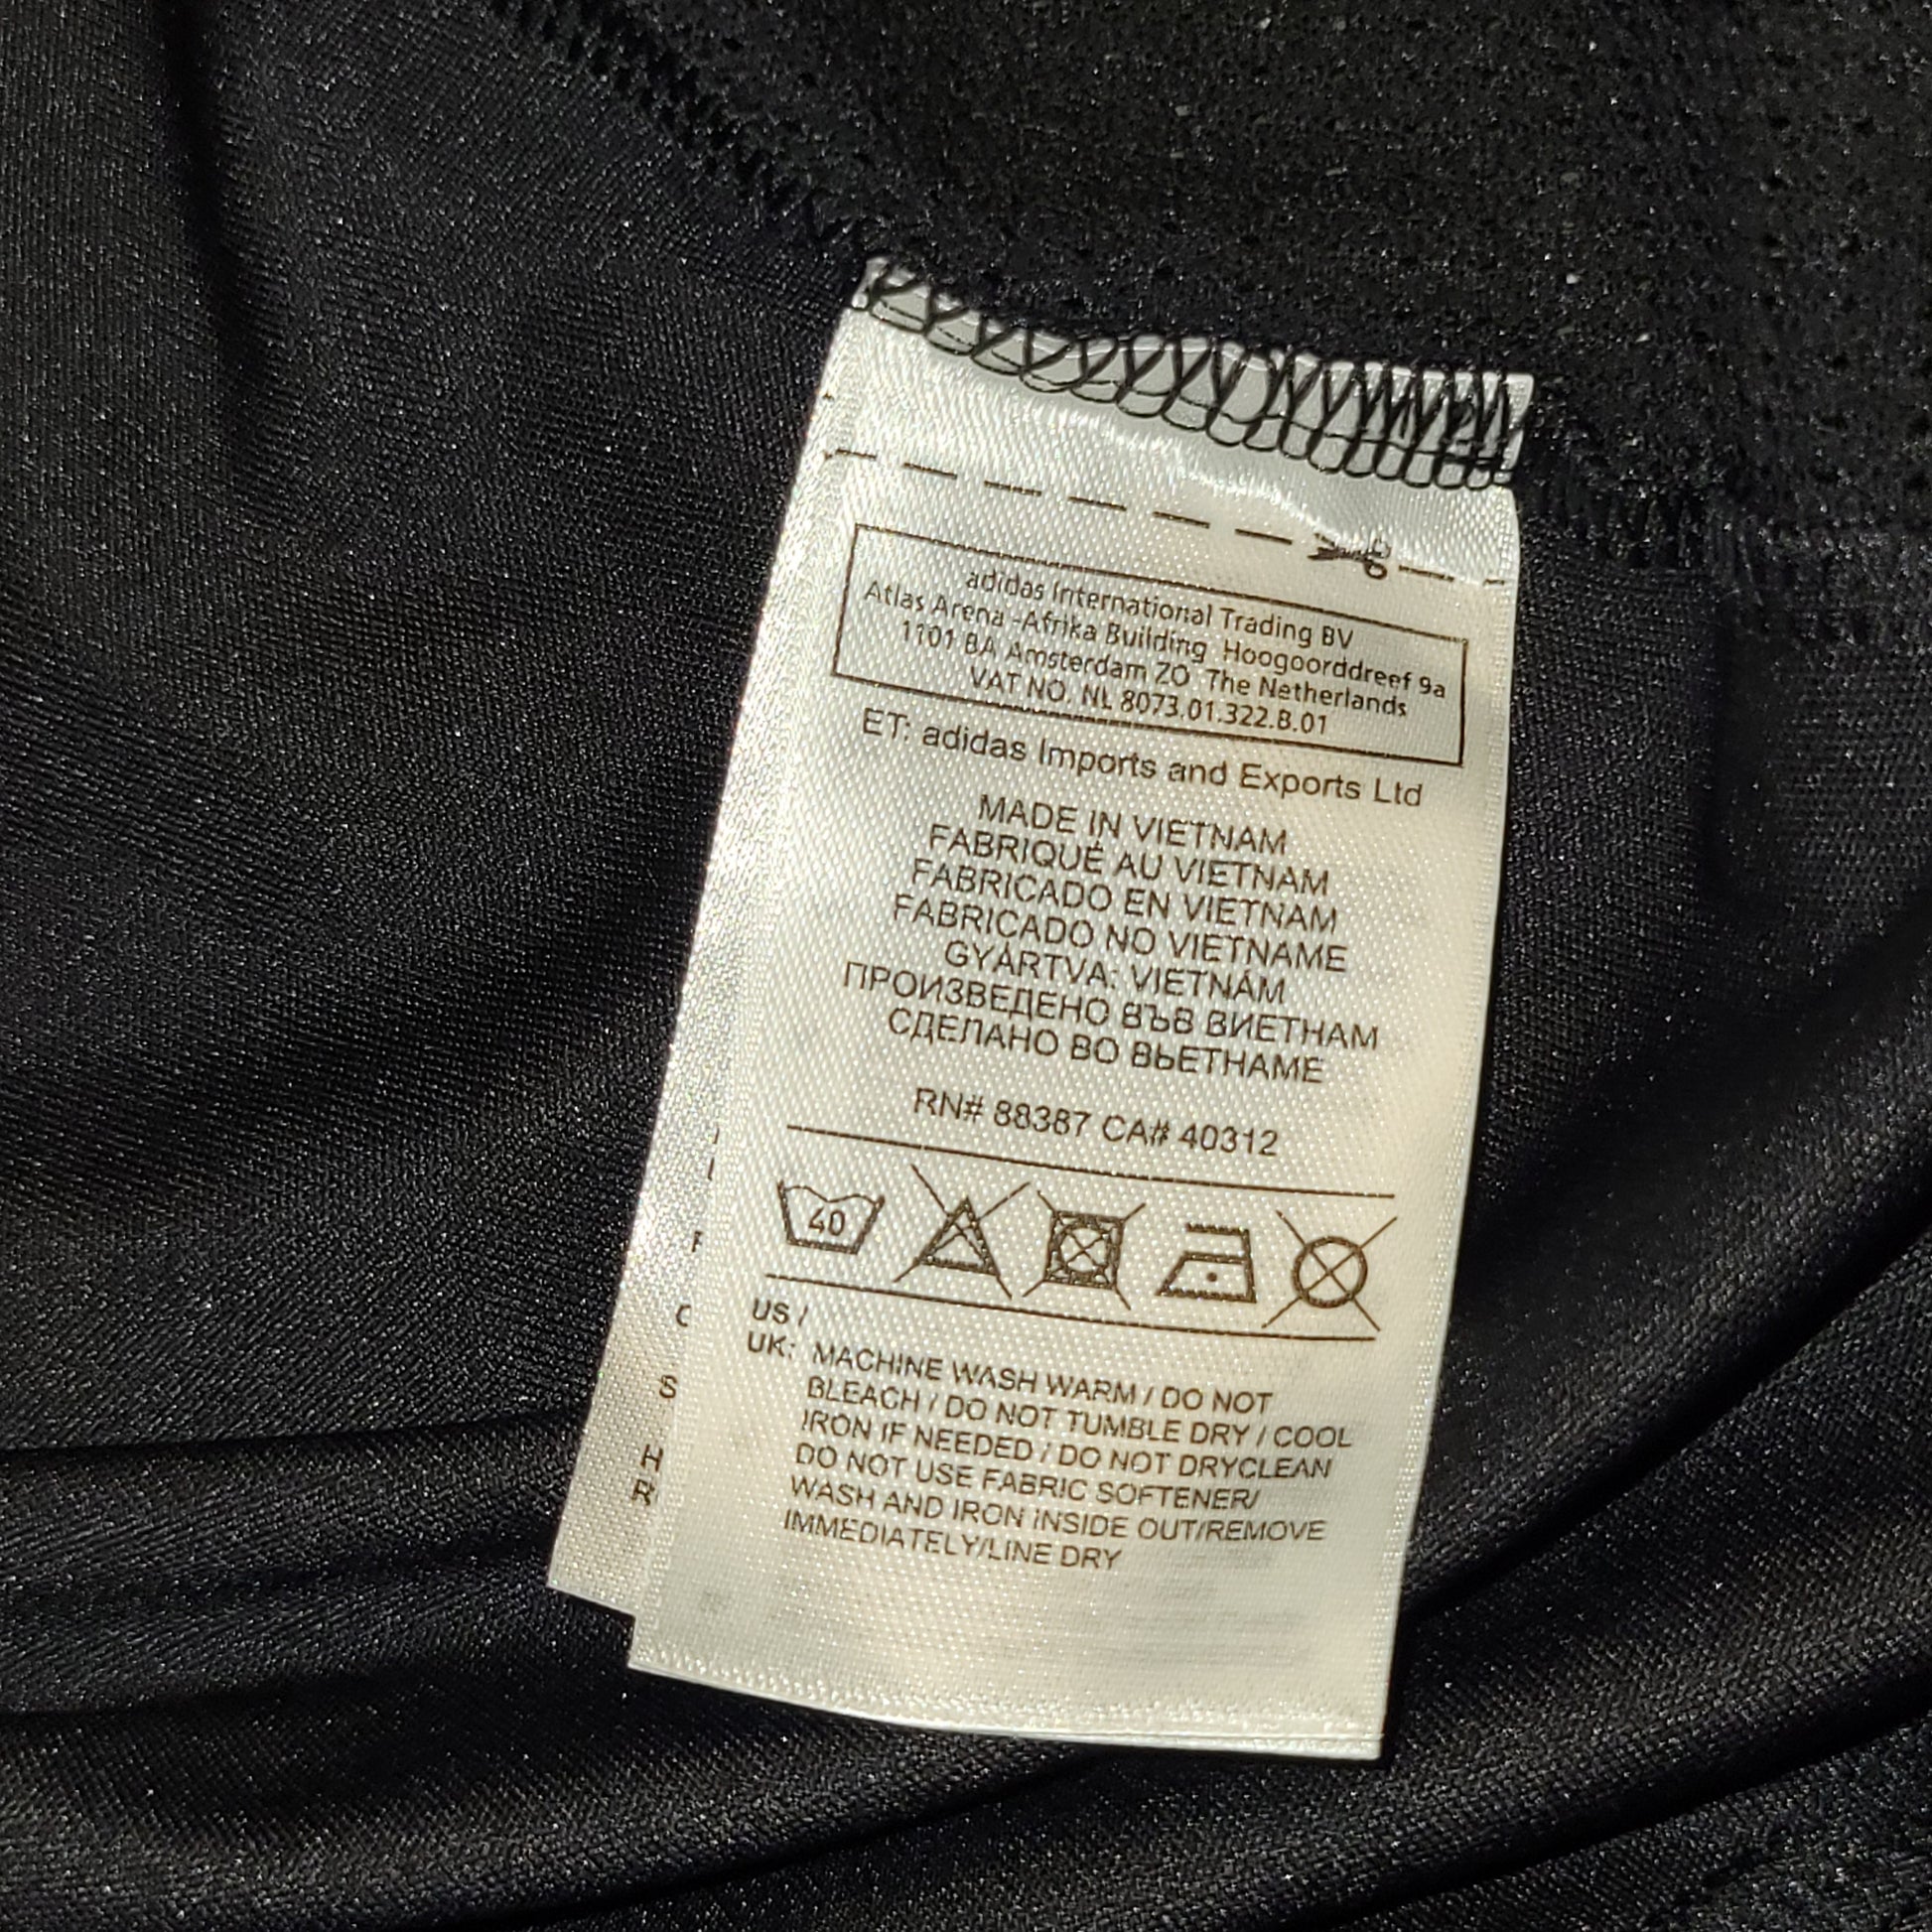 adidas International Trading BV
Atlas Arena -Afrika Building Hoogoorddreef 9a
1101 BA Amsterdam ZO The Netherlands
VAT NO. NL 8073.01.322.B.01
ET: adidas Imports and Exports Ltd
MADE IN VIETNAM
FABRIQUÉ AU VIETNAM
FABRICADO EN VIETNAM
FABRICADO NO VIETNAME
GYÁRTVA: VIETNÁM
ПРОИЗВЕДЕНО ВЪВ ВИЕТНАМ
СДЕЛАНО ВО ВЬЕТНАМЕ
RN# 88387 CA# 40312
40
US /
UK: MACHINE WASH WARM / DO NOT
BLEACH / DO NOT TUMBLE DRY / COOL
IRON IF NEEDED / DO NOT DRYCLEAN
DO NOT USE FABRIC SOFTENER/
WASH AND IRON INSIDE OUT/REMOVE
IMMEDIATELY/LINE DRY